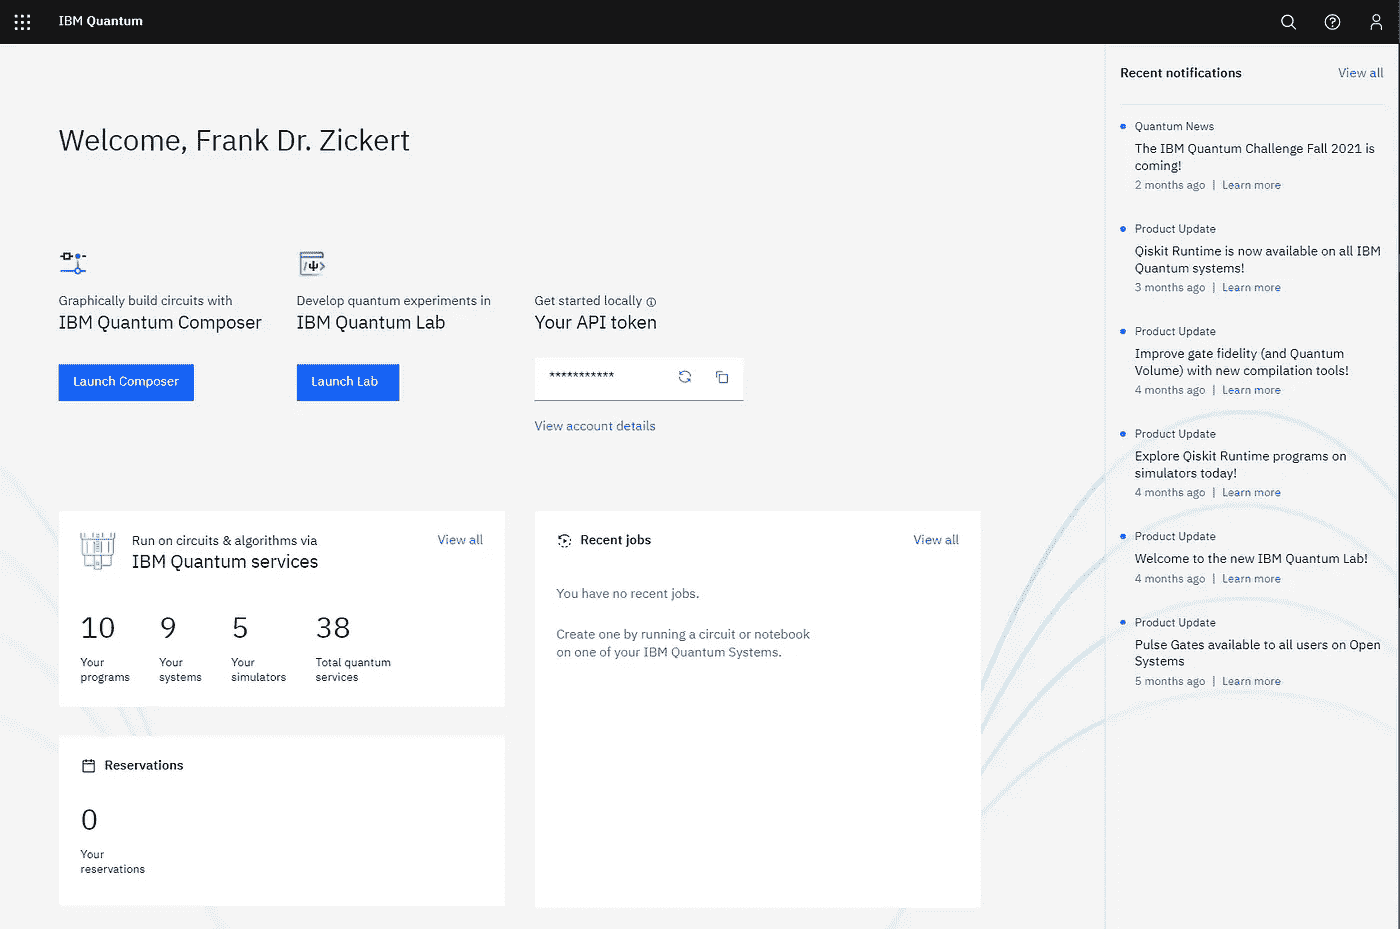 IBM Quantum
Welcome, Frank Dr. Zickert
Graphically build circuits with
IBM Quantum Composer
Launch Composer
Develop quantum experiments in
IBM Quantum Lab
Launch Lab
Get started locally
Your API token
***********
View account details
Run on circuits & algorithms via
IBM Quantum services
View all
10
Your
programs
9
Your
systems
5
Your
simulators
38
Total quantum
services
Reservations
0
Your
reservations
Recent jobs
View all
You have no recent jobs.
Create one by running a circuit or notebook
on one of your IBM Quantum Systems.
Recent notifications
View all
Quantum News
The IBM Quantum Challenge Fall 2021 is
coming!
2 months ago | Learn more
Product Update
Qiskit Runtime is now available on all IBM
Quantum systems!
3 months ago | Learn more
Product Update
Improve gate fidelity (and Quantum
Volume) with new compilation tools!
4 months ago | Learn more
Product Update
Explore Qiskit Runtime programs on
simulators today!
4 months ago | Learn more
Product Update
Welcome to the new IBM Quantum Lab!
4 months ago | Learn more
Product Update
Pulse Gates available to all users on Open
Systems
5 months ago | Learn more